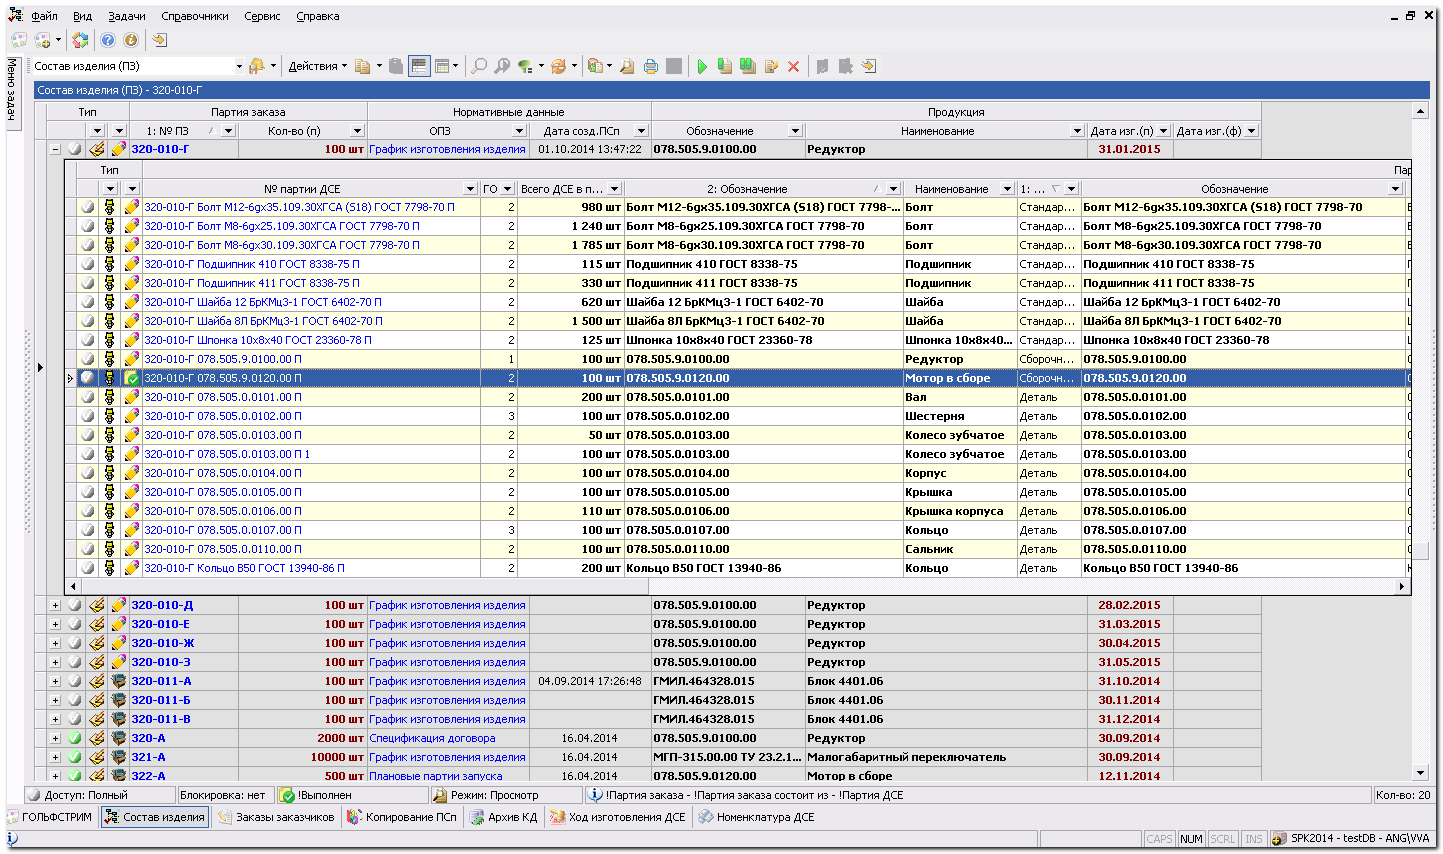 Файл Вид Задачи Справочники Сервис Справка
Состав изделия (ПЗ) Действия
Меню задач
Состав изделия (ПЗ) - 320-010-Г
Тип Партия заказа Нормативные данные Продукция
1: № ПЗ Кол-во (п) ОПЗ Дата созд.ПСп Обозначение Наименование Дата изг.(п) Дата изг.(ф)
320-010-Г 100 шт График изготовления изделия 01.10.2014 13:47:22 078.505.9.0100.00 Редуктор 31.01.2015
Тип Пар
№ партии ДСЕ ГО Всего ДСЕ в п... 2: Обозначение Наименование 1: ... Обозначение
320-010-Г Болт М12-6gx35.109.30ХГСА (S18) ГОСТ 7798-70 П 2 980 шт Болт М12-6gx35.109.30ХГСА (S18) ГОСТ 7798-... Болт Стандар... Болт М12-6gx35.109.30ХГСА (S18) ГОСТ 7798-70
320-010-Г Болт М8-6gx25.109.30ХГСА ГОСТ 7798-70 П 2 1 240 шт Болт М8-6gx25.109.30ХГСА ГОСТ 7798-70 Болт Стандар... Болт М8-6gx25.109.30ХГСА ГОСТ 7798-70
320-010-Г Болт М8-6gx30.109.30ХГСА ГОСТ 7798-70 П 2 1 785 шт Болт М8-6gx30.109.30ХГСА ГОСТ 7798-70 Болт Стандар... Болт М8-6gx30.109.30ХГСА ГОСТ 7798-70
320-010-Г Подшипник 410 ГОСТ 8338-75 П 2 115 шт Подшипник 410 ГОСТ 8338-75 Подшипник Стандар... Подшипник 410 ГОСТ 8338-75
320-010-Г Подшипник 411 ГОСТ 8338-75 П 2 330 шт Подшипник 411 ГОСТ 8338-75 Подшипник Стандар... Подшипник 411 ГОСТ 8338-75
320-010-Г Шайба 12 БрКМц3-1 ГОСТ 6402-70 П 2 620 шт Шайба 12 БрКМц3-1 ГОСТ 6402-70 Шайба Стандар... Шайба 12 БрКМц3-1 ГОСТ 6402-70
320-010-Г Шайба 8Л БрКМц3-1 ГОСТ 6402-70 П 2 1 500 шт Шайба 8Л БрКМц3-1 ГОСТ 6402-70 Шайба Стандар... Шайба 8Л БрКМц3-1 ГОСТ 6402-70
320-010-Г Шпонка 10х8х40 ГОСТ 23360-78 П 2 125 шт Шпонка 10х8х40 ГОСТ 23360-78 Шпонка 10х8х40... Стандар... Шпонка 10х8х40 ГОСТ 23360-78
320-010-Г 078.505.9.0100.00 П 1 100 шт 078.505.9.0100.00 Редуктор Сборочн... 078.505.9.0100.00
320-010-Г 078.505.9.0120.00 П 2 100 шт 078.505.9.0120.00 Мотор в сборе Сборочн... 078.505.9.0120.00
320-010-Г 078.505.0.0101.00 П 2 200 шт 078.505.0.0101.00 Вал Деталь 078.505.0.0101.00
320-010-Г 078.505.0.0102.00 П 3 100 шт 078.505.0.0102.00 Шестерня Деталь 078.505.0.0102.00
320-010-Г 078.505.0.0103.00 П 2 50 шт 078.505.0.0103.00 Колесо зубчатое Деталь 078.505.0.0103.00
320-010-Г 078.505.0.0103.00 П 1 2 100 шт 078.505.0.0103.00 Колесо зубчатое Деталь 078.505.0.0103.00
320-010-Г 078.505.0.0104.00 П 2 100 шт 078.505.0.0104.00 Корпус Деталь 078.505.0.0104.00
320-010-Г 078.505.0.0105.00 П 2 100 шт 078.505.0.0105.00 Крышка Деталь 078.505.0.0105.00
320-010-Г 078.505.0.0106.00 П 2 110 шт 078.505.0.0106.00 Крышка корпуса Деталь 078.505.0.0106.00
320-010-Г 078.505.0.0107.00 П 3 100 шт 078.505.0.0107.00 Кольцо Деталь 078.505.0.0107.00
320-010-Г 078.505.0.0110.00 П 2 100 шт 078.505.0.0110.00 Сальник Деталь 078.505.0.0110.00
320-010-Г Кольцо В50 ГОСТ 13940-86 П 2 200 шт Кольцо В50 ГОСТ 13940-86 Кольцо Деталь Кольцо В50 ГОСТ 13940-86
320-010-Д 100 шт График изготовления изделия 078.505.9.0100.00 Редуктор 28.02.2015
320-010-Е 100 шт График изготовления изделия 078.505.9.0100.00 Редуктор 31.03.2015
320-010-Ж 100 шт График изготовления изделия 078.505.9.0100.00 Редуктор 30.04.2015
320-010-З 100 шт График изготовления изделия 078.505.9.0100.00 Редуктор 31.05.2015
320-011-А 100 шт График изготовления изделия 04.09.2014 17:26:48 ГМИЛ.464328.015 Блок 4401.06 31.10.2014
320-011-Б 100 шт График изготовления изделия ГМИЛ.464328.015 Блок 4401.06 30.11.2014
320-011-В 100 шт График изготовления изделия ГМИЛ.464328.015 Блок 4401.06 31.12.2014
320-А 2000 шт Спецификация договора 16.04.2014 078.505.9.0100.00 Редуктор 30.09.2014
321-А 10000 шт График изготовления изделия 16.04.2014 МГП-315.00.00 ТУ 23.2.1... Малогабаритный переключатель 30.09.2014
322-А 500 шт Плановые партии запуска 16.04.2014 078.505.9.0120.00 Мотор в сборе 12.11.2014
Доступ: Полный Блокировка: нет !Выполнен Режим: Просмотр !Партия заказа - !Партия заказа состоит из - !Партия ДСЕ Кол-во: 20
ГОЛЬФСТРИМ Состав изделия Заказы заказчиков Копирование ПСп Архив КД Ход изготовления ДСЕ Номенклатура ДСЕ
CAPS NUM SCRL INS SPK2014 - testDB - ANG\VVA